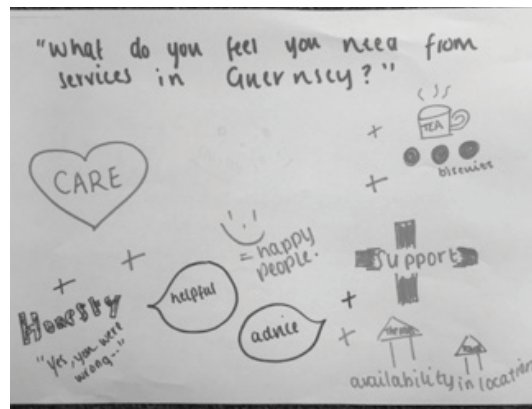 "What do you feel you need from
services in Guernsey?"
TEA
biscuits
CARE
= happy
people.
Support
Honesty
"Yes, you were
wrong..."
helpful
advice
availability in location